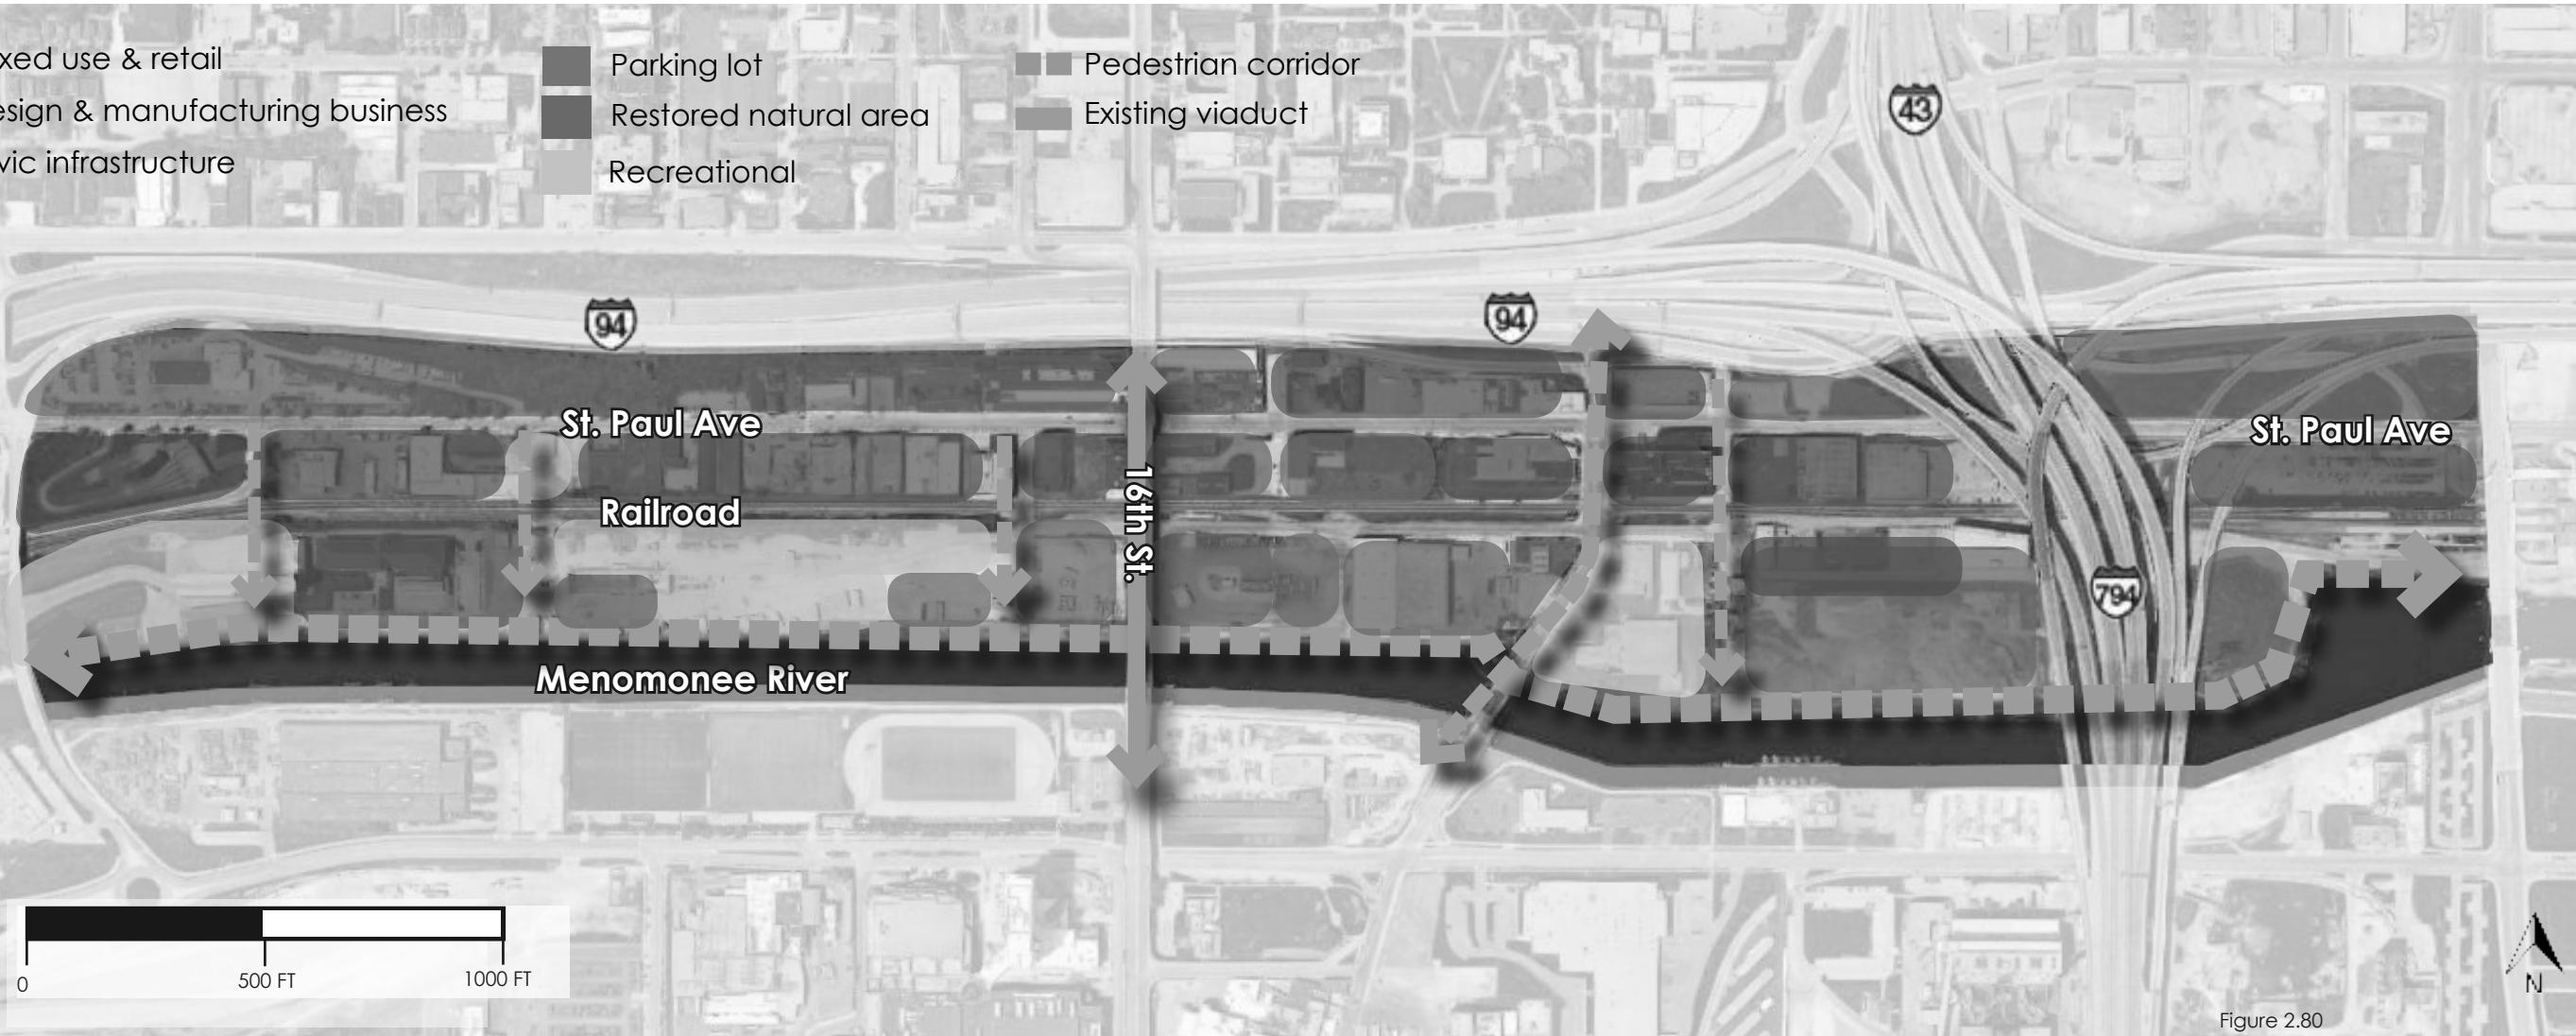 xed use & retail
esign & manufacturing business
vic infrastructure
Parking lot
Restored natural area
Recreational
Pedestrian corridor
Existing viaduct
43
94
94
St. Paul Ave
St. Paul Ave
Railroad
16th St.
794
Menomonee River
0
500 FT
1000 FT
N
Figure 2.80